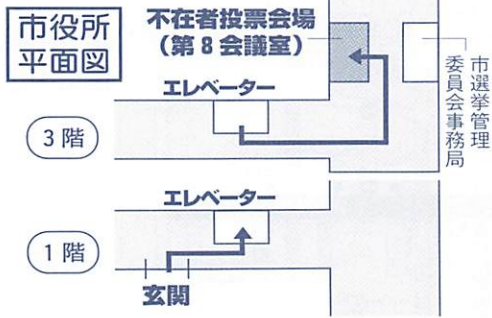 市役所
平面図
不在者投票会場
（第８会議室）
市選挙管理
委員会事務局
エレベーター
3 階
エレベーター
1 階
玄関